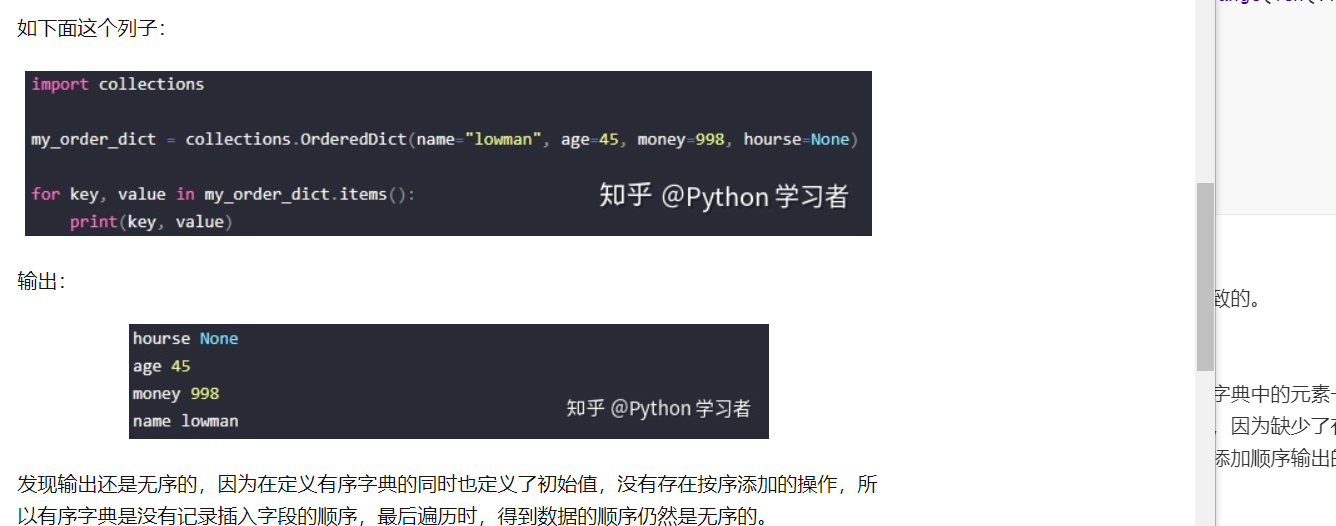 如下面这个列子：
import collections
my_order_dict = collections.OrderedDict(name="lowman", age=45, money=998, hourse=None)
for key, value in my_order_dict.items():
知乎 @Python 学习者
print(key, value)
输出：
hourse None
age 45
money 998
知乎 @Python 学习者
name lowman
发现输出还是无序的，因为在定义有序字典的同时也定义了初始值，没有存在按序添加的操作，所
以有序字典是没有记录插入字段的顺序，最后遍历时，得到数据的顺序仍然是无序的。
致的。
字典中的元素
，因为缺少了
添加顺序输出